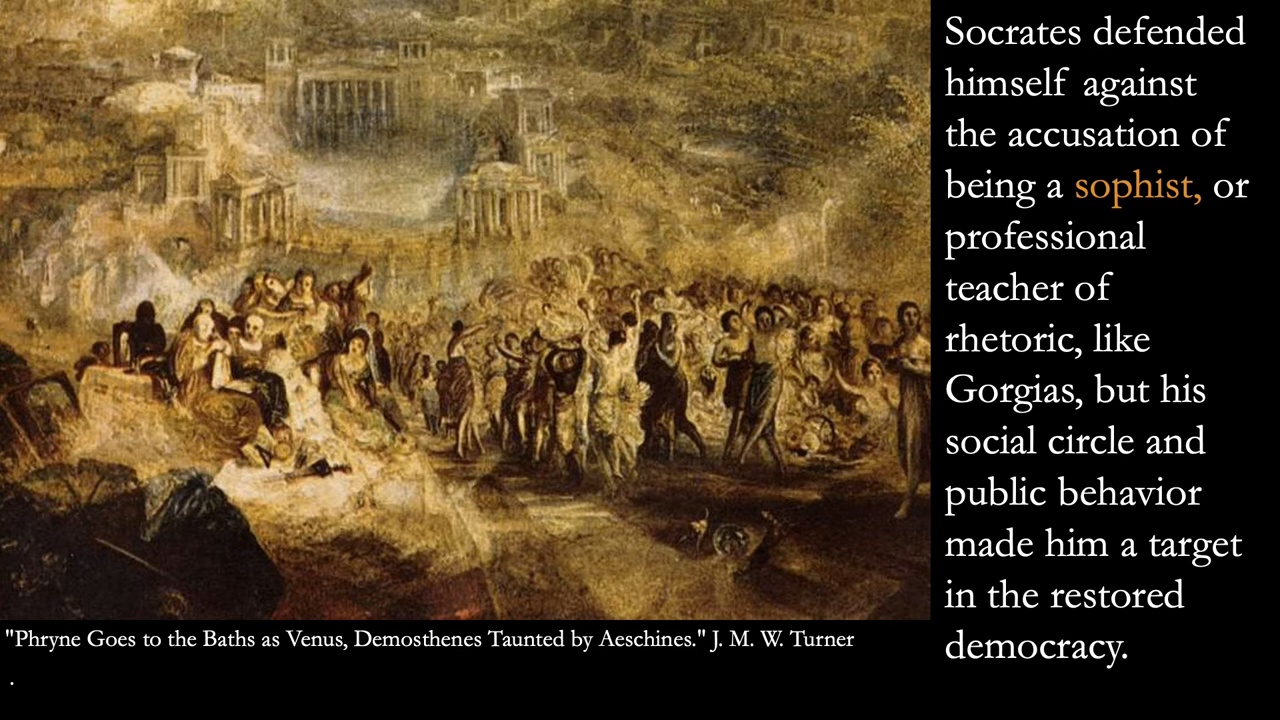 Socrates defended
himself against
the accusation of
being a sophist, or
professional
teacher of
rhetoric, like
Gorgias, but his
social circle and
public behavior
made him a target
in the restored
democracy.
"Phryne Goes to the Baths as Venus, Demosthenes Taunted by Aeschines." J. M. W. Turner
.